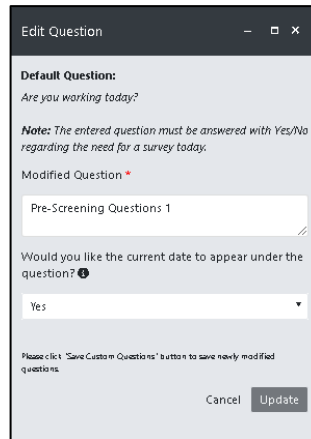 Edit Question
Default Question:
Are you working today?
Note: The entered question must be answered with Yes/No
regarding the need for a survey today.
Modified Question *
Pre-Screening Questions 1
Would you like the current date to appear under the
question?
Yes
Please click 'Save Custom Questions' button to save newly modified
questions.
Cancel Update